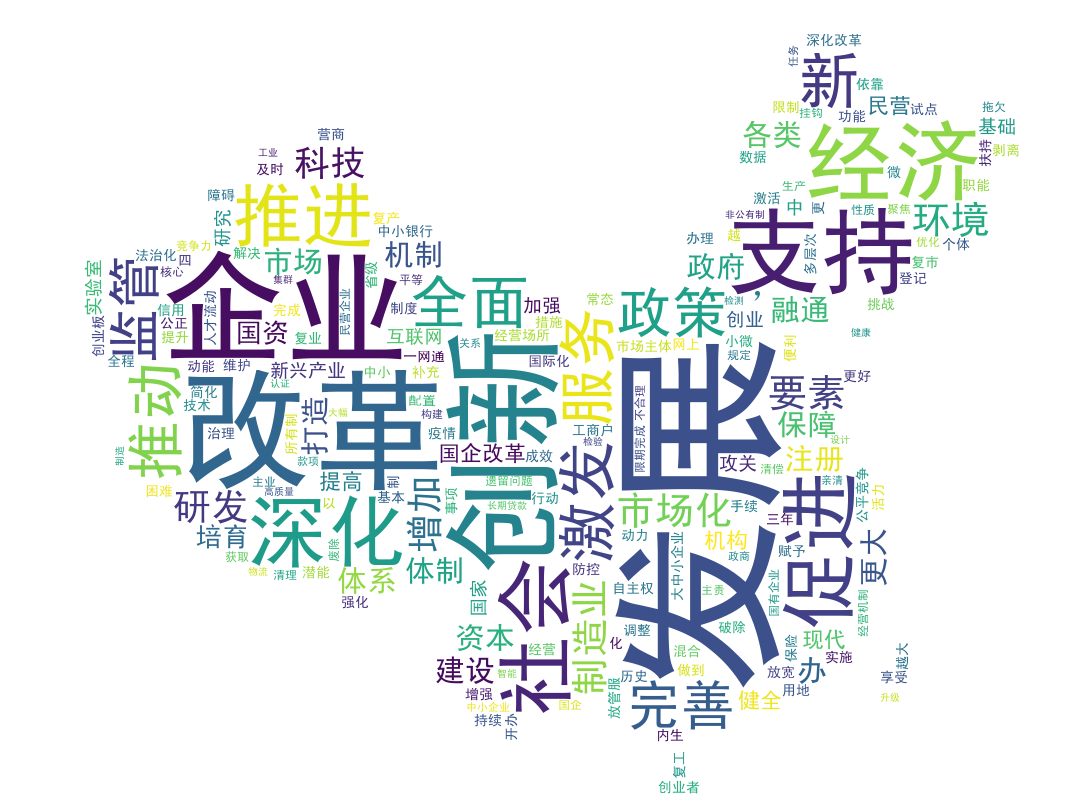 深化改革
任务
新
依靠
限制
挂钩
民营
功能
试点
拖欠
基础
各类
数据
经济
扶持
剥离
微
职能
营商
工业
及时
科技
障碍
研究
推进
复产
生产
激活
中
更
性质
聚焦
非公有制
支持
环境
优化
个体
中小银行
机制
解决
竞争力
法治化
四
核心
市场
省级
平等
办理
越
多层次
政府
复市
登记
实验室
监管
企业
集群
信用
人才流动
公正
提升
完成
国资
民营企业
制度
全面
加强
常态
措施
政策
检测
，
创业
融通
挑战
创业板
全程
动能
维护
复业
互联网
经营场所
关系
一网通
国际化
服务
市场主体
网上
小微
规定
便利
健康
推动
简化
技术
改革
新兴产业
认证
中小
补充
创新
展
要素
更好
治理
所有制
打造
大幅
配置
构建
疫情
工商户
检验
限期完成
不合理
保障
设计
制造
款项
国企改革
成效
攻关
清偿
注册
亲清
公平竞争
活力
困难
主业
高质量
提高
制
基本
遗留问题
行动
激发
研发
以
深化
增加
事项
长期贷款
市场化
手续
三年
促进
培育
废除
动力
机构
政商
赋予
更大
获取
物流
清理
潜能
体系
强化
体制
国家
社会
防控
自主权
大中小企业
发
主责
国有企业
经营机制
制造业
资本
经营
化
调整
破除
现代
建设
智能
混合
保险
实施
增强
历史
做到
放宽
办
享受
越大
中小企业
国企
放管服
完善
健全
用地
升级
持续
开办
内生
复工
创业者